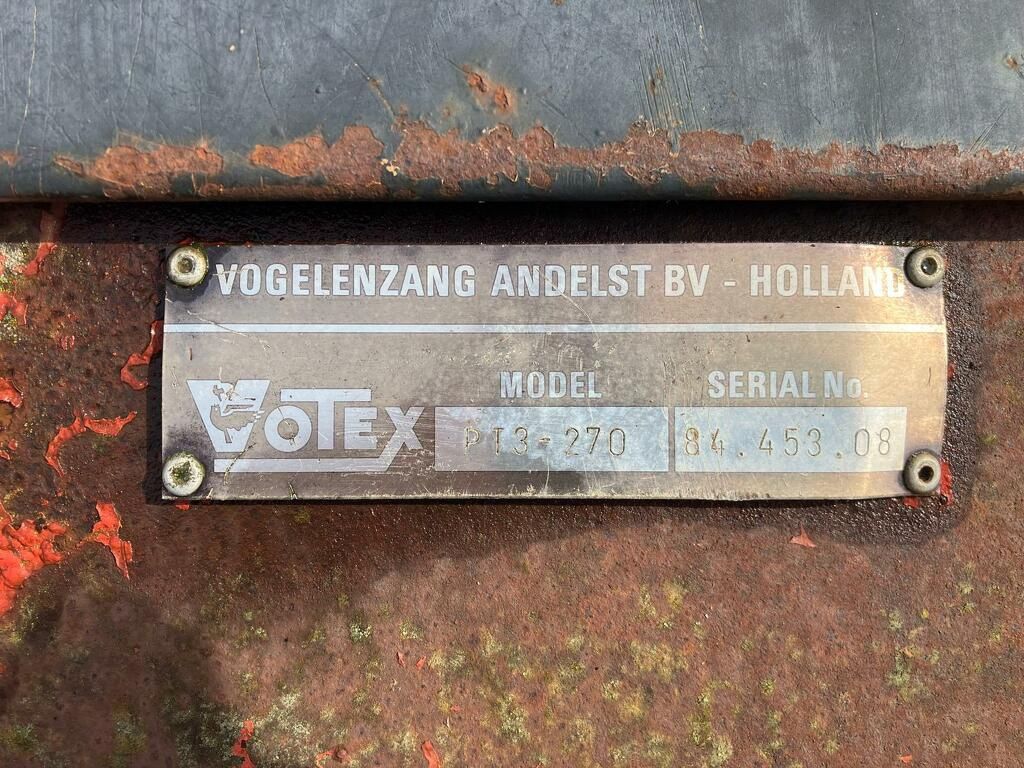 VOGELENZANG ANDELST BV - HOLLAND
VOTEX
MODEL SERIAL No.
PT3-270 84.453.08